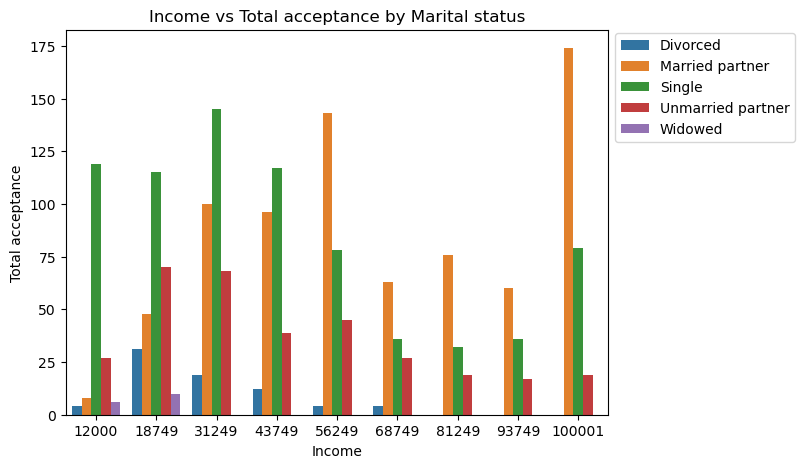 Income vs Total acceptance by Marital status
Divorced
Married partner
Single
Unmarried partner
Widowed
Total acceptance
175
150
125
100
75
50
25
0
12000 18749 31249 43749 56249 68749 81249 93749 100001
Income